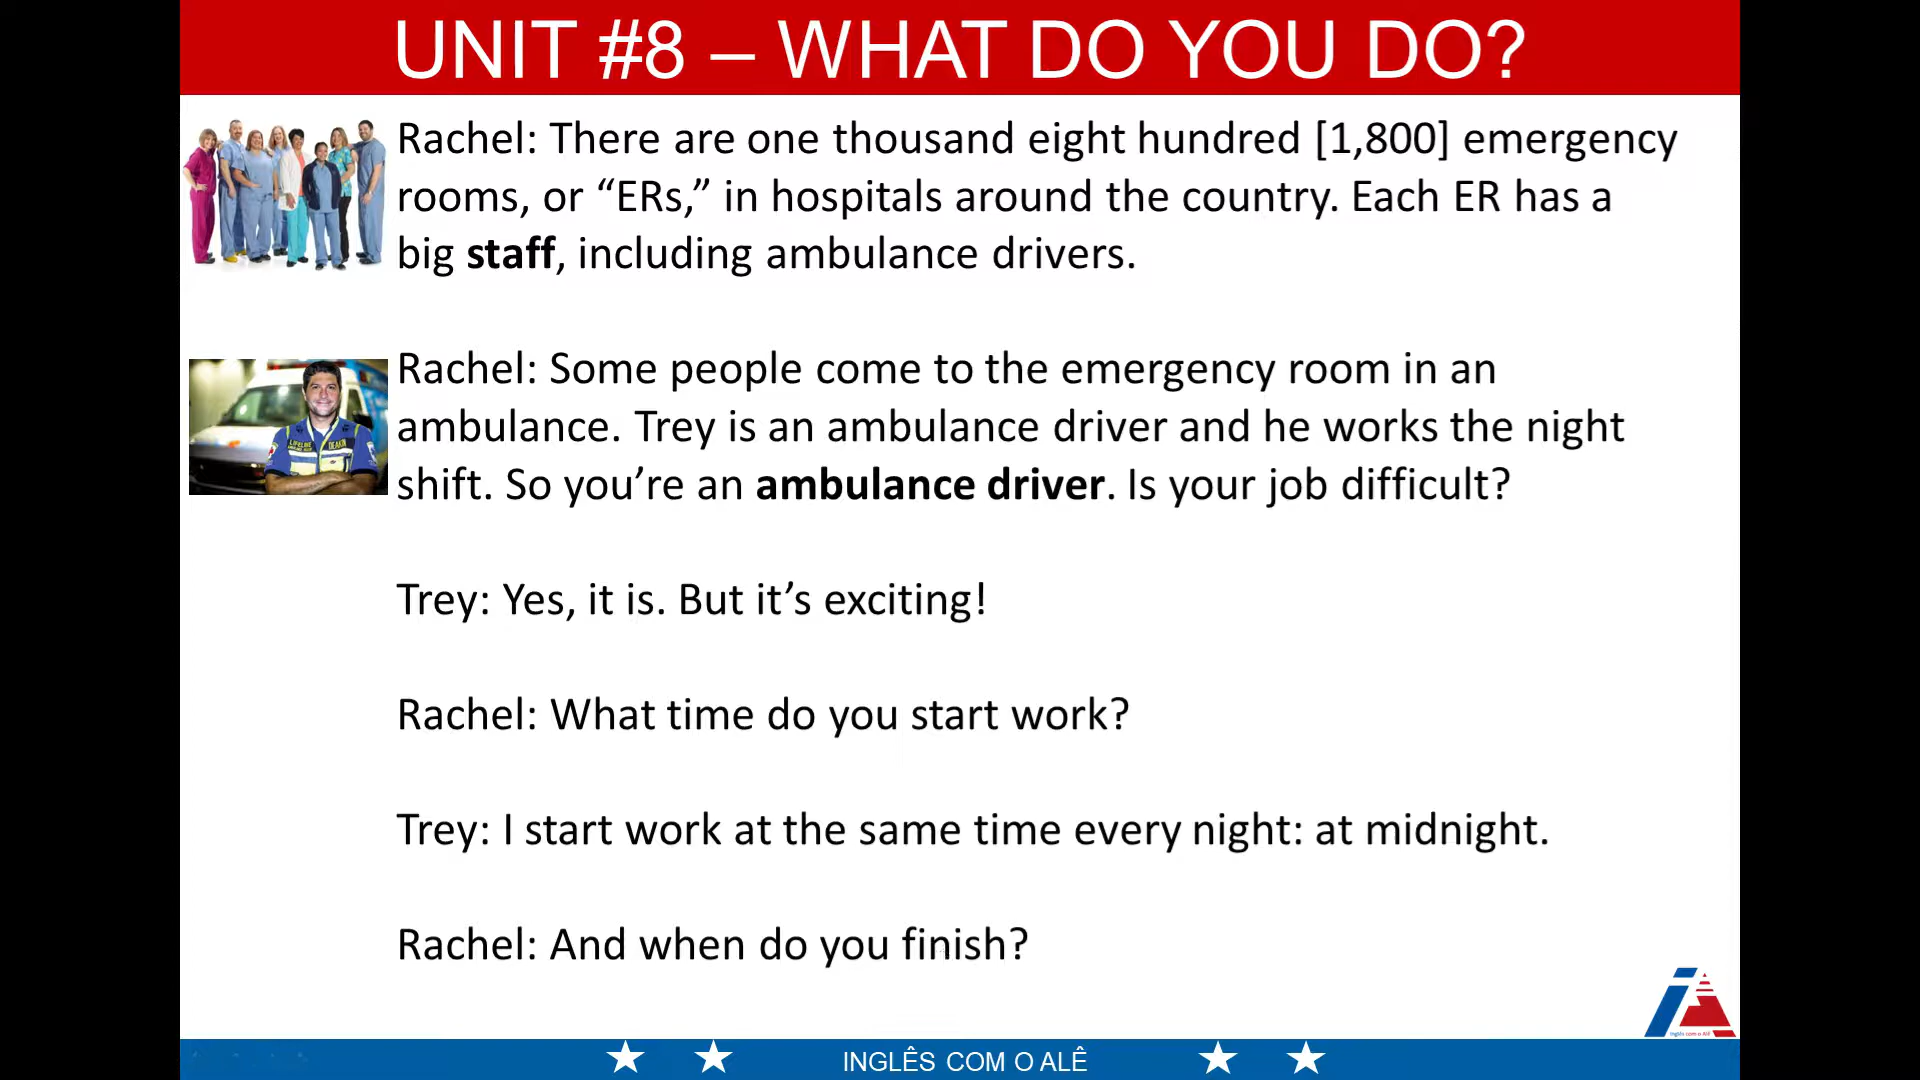 UNIT #8 – WHAT DO YOU DO?
Rachel: There are one thousand eight hundred [1,800] emergency
rooms, or “ERs,” in hospitals around the country. Each ER has a
big staff, including ambulance drivers.
Rachel: Some people come to the emergency room in an
ambulance. Trey is an ambulance driver and he works the night
shift. So you’re an ambulance driver. Is your job difficult?
Trey: Yes, it is. But it’s exciting!
Rachel: What time do you start work?
Trey: I start work at the same time every night: at midnight.
Rachel: And when do you finish?
Inglês com o Alê
INGLÊS COM O ALÊ